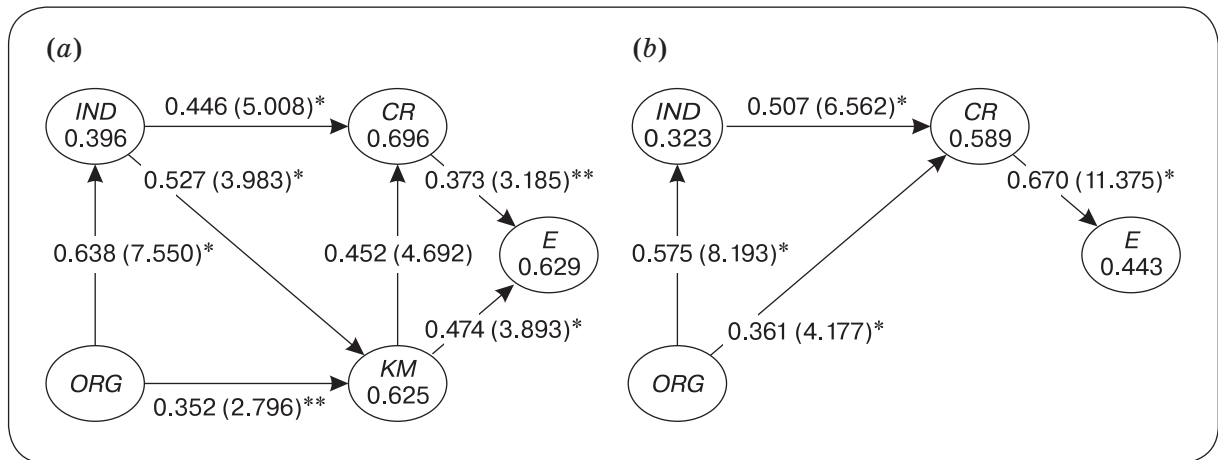 (a)
IND
0.396
0.446 (5.008)*
CR
0.696
0.527 (3.983)*
0.373 (3.185)**
0.638 (7.550)*
0.452 (4.692)
E
0.629
0.474 (3.893)*
ORG
0.352 (2.796)**
KM
0.625
(b)
IND
0.323
0.507 (6.562)*
CR
0.589
0.670 (11.375)*
0.575 (8.193)*
E
0.443
0.361 (4.177)*
ORG